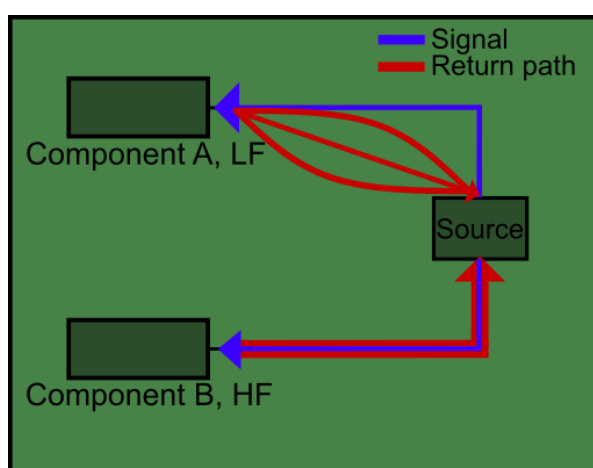 Signal
Return path
Component A, LF
Source
Component B, HF